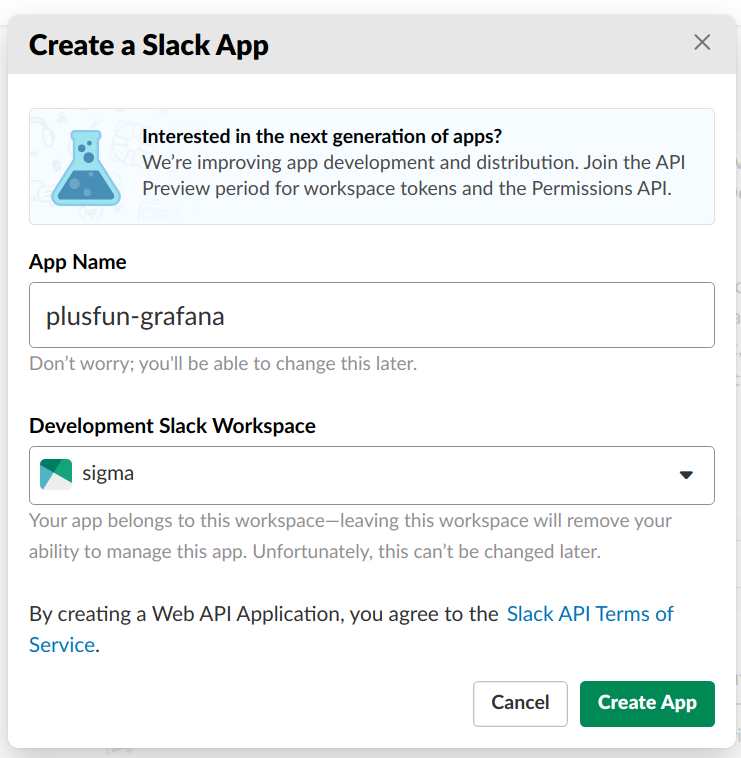 Create a Slack App
Interested in the next generation of apps?
We’re improving app development and distribution. Join the API
Preview period for workspace tokens and the Permissions API.
App Name
plusfun-grafana
Don’t worry; you'll be able to change this later.
Development Slack Workspace
sigma
Your app belongs to this workspace—leaving this workspace will remove your
ability to manage this app. Unfortunately, this can’t be changed later.
By creating a Web API Application, you agree to the Slack API Terms of
Service.
Cancel
Create App